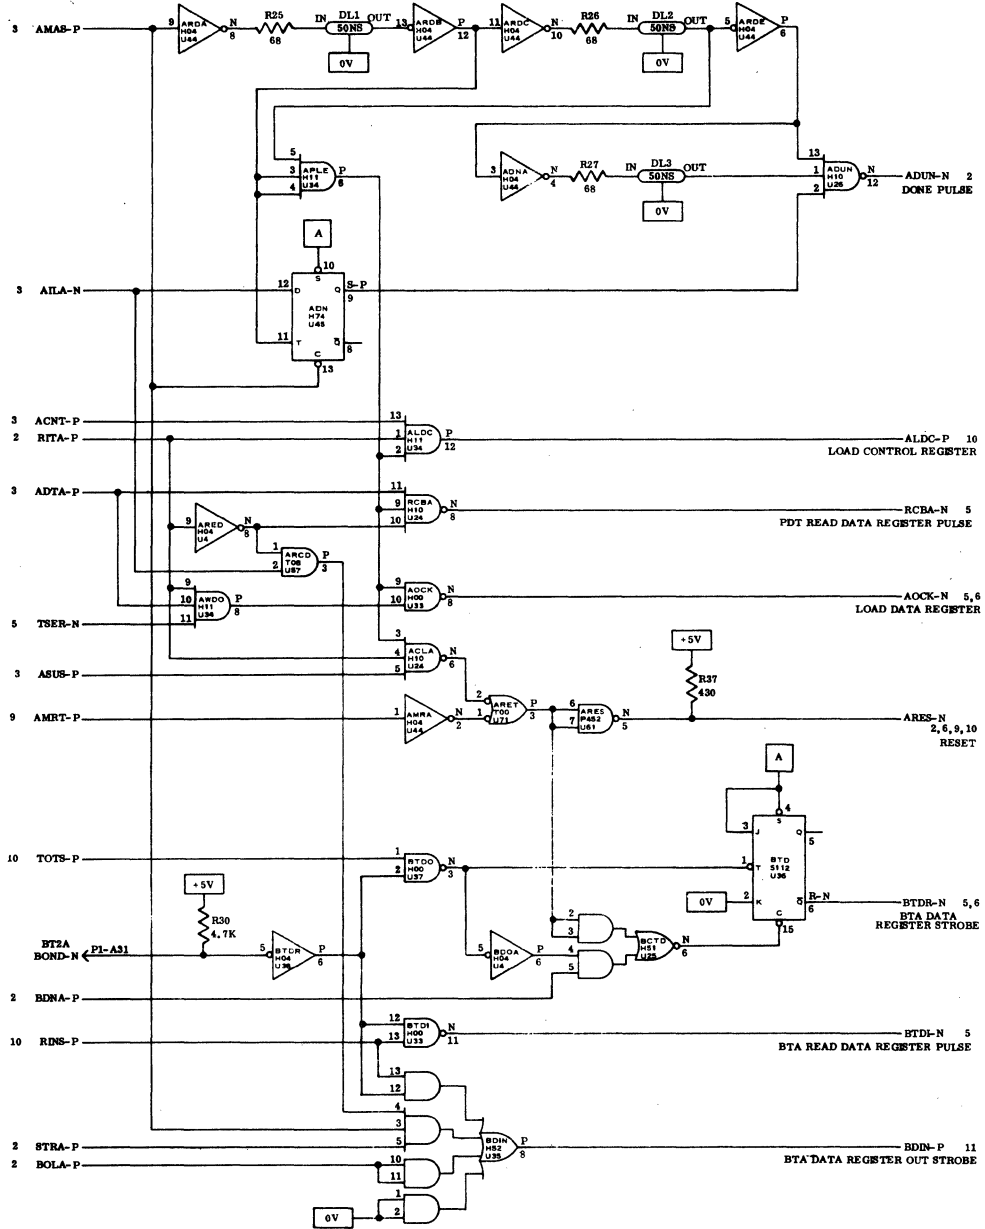 3 AMAS-P
9 ARDA H04 U44 N 8
R25 68
IN DL1 OUT
50NS
0V
13 ARDB H04 U44 P 12
11 ARDC H04 U44 N 10
R26 68
IN DL2 OUT
50NS
0V
5 ARDE H04 U44 P 6
5 3 4 APLE H11 U34 P 6
3 ADNA H04 U44 N 4
R27 68
IN DL3 OUT
50NS
0V
13 1 2 ADUN H10 U26 N 12
ADUN-N 2
DONE PULSE
A
10
3 AILA-N
12 D S Q S-P 9
ADN H74 U45
11 T Q 8
C 13
3 ACNT-P
2 RITA-P
13 1 2 ALDC H11 U34 P 12
ALDC-P 10
LOAD CONTROL REGISTER
3 ADTA-P
11 9 10 RCBA H10 U24 N 8
RCBA-N 5
PDT READ DATA REGISTER PULSE
9 ARED H04 U4 N 8
1 2 ARCD T08 U57 P 3
9 10 11 AWDO H11 U34 P 8
9 10 AOCK H00 U33 N 8
AOCK-N 5,6
LOAD DATA REGISTER
5 TSER-N
3 4 5 ACLA H10 U24 N 6
3 ASUS-P
+5V
R37 430
9 AMRT-P
1 AMRA H04 U44 N 2
2 1 ARET T00 U71 P 3
6 7 ARES P452 U61 N 5
ARES-N
2,6,9,10
RESET
A
4
3 J S Q 5
10 TOTS-P
1 2 BTDO H00 U37 N 3
1 T BTD S112 U36
+5V
R30 4.7K
0V
2 K Q R-N 6
C 15
BTDR-N 5,6
BTA DATA
REGISTER STROBE
BT2A
BOND-N P1-A31
5 BTDR H04 U38 P 6
5 BDOA H04 U4 P 6
2 3 4 5 BCTD H51 U25 N 6
2 BDNA-P
12 13 BTDI H00 U33 N 11
BTDI-N 5
BTA READ DATA REGISTER PULSE
10 RINS-P
13 12
4 3 5
2 STRA-P
BDIN H52 U35 P 8
BDIN-P 11
BTA DATA REGISTER OUT STROBE
2 BOLA-P
10 11
1 2
0V